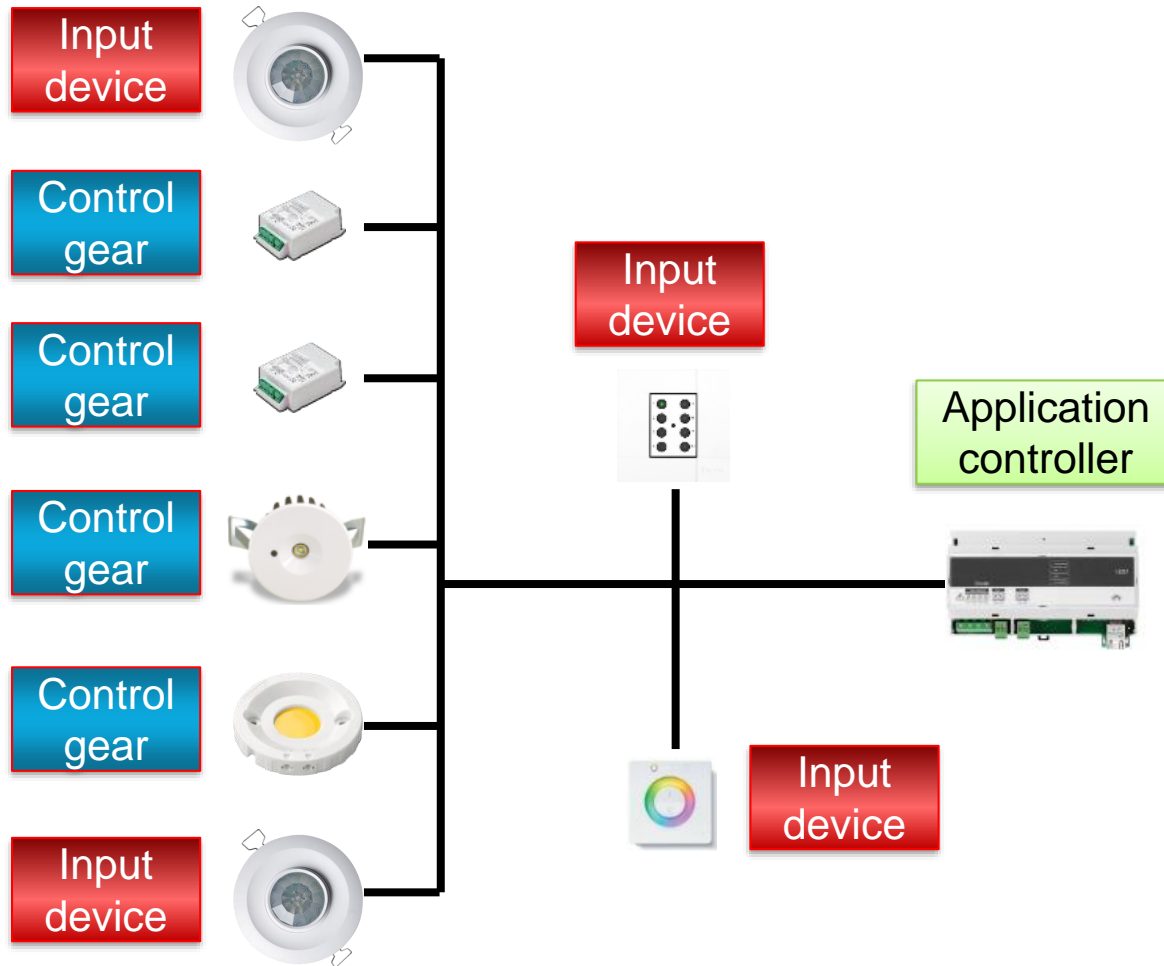 Input
device
Control
gear
Control
gear
Input
device
Application
controller
Control
gear
Control
gear
Input
device
Input
device